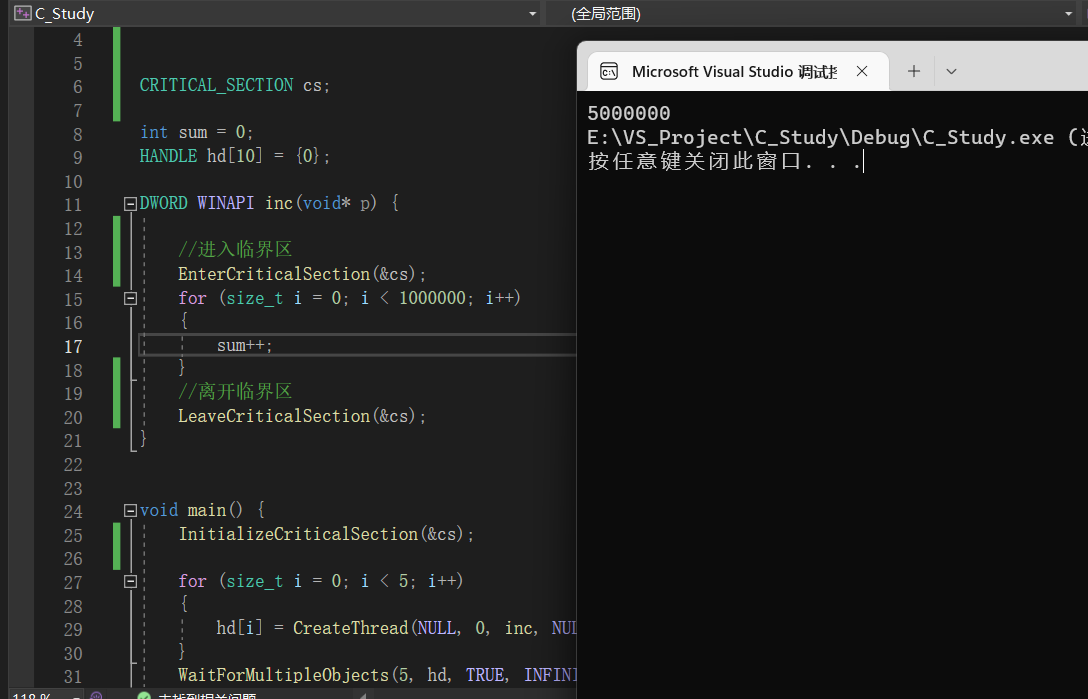 C_Study
(全局范围)
4
5
6 CRITICAL_SECTION cs;
7
8 int sum = 0;
9 HANDLE hd[10] = {0};
10
11 DWORD WINAPI inc(void* p) {
12
13 //进入临界区
14 EnterCriticalSection(&cs);
15 for (size_t i = 0; i < 1000000; i++)
16 {
17 sum++;
18 }
19 //离开临界区
20 LeaveCriticalSection(&cs);
21 }
22
23
24 void main() {
25 InitializeCriticalSection(&cs);
26
27 for (size_t i = 0; i < 5; i++)
28 {
29 hd[i] = CreateThread(NULL, 0, inc, NUL
30 }
31 WaitForMultipleObjects(5, hd, TRUE, INFINI
118 %
未找到相关问题
Microsoft Visual Studio 调试控
5000000
E:\VS_Project\C_Study\Debug\C_Study.exe (进
按任意键关闭此窗口. . .